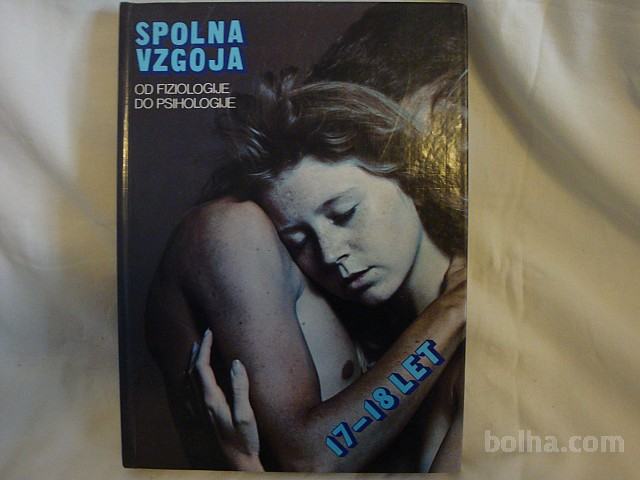 SPOLNA
VZGOJA
OD FIZIOLOGIJE
DO PSIHOLOGIJE
17-18 LET
bolha.com